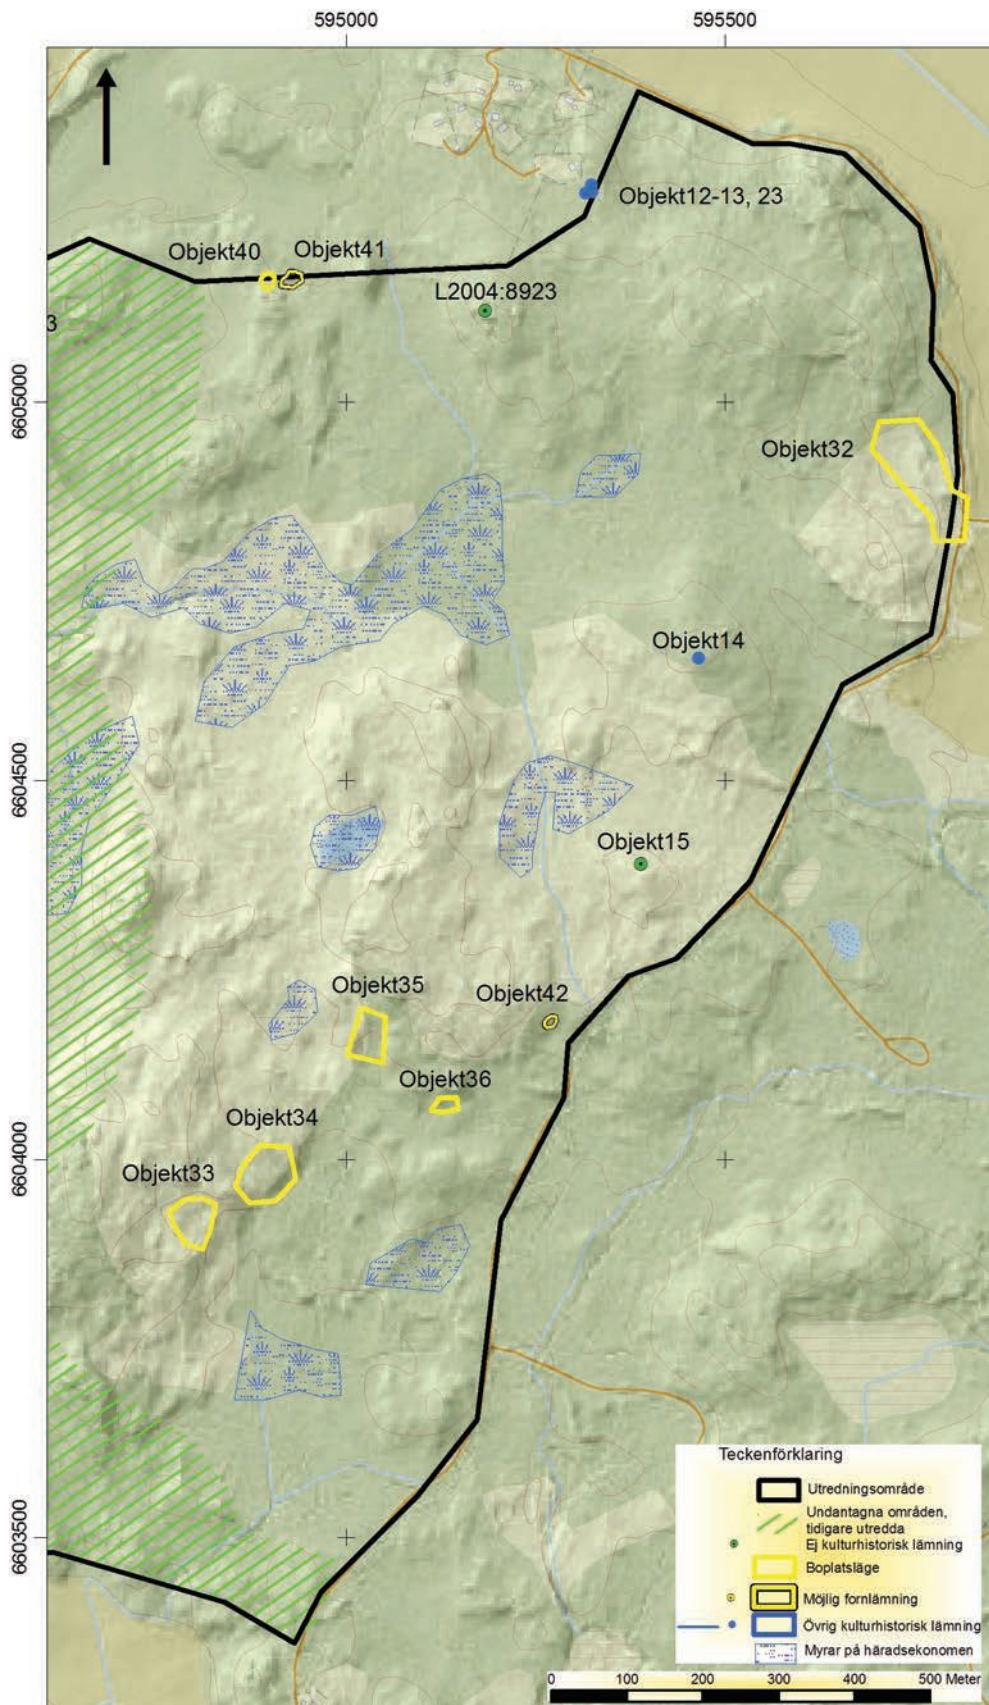 595000
595500
Objekt12-13, 23
Objekt40
Objekt41
L2004:8923
3
6605000
Objekt32
Objekt14
6604500
Objekt15
Objekt35
Objekt42
Objekt36
Objekt34
6604000
Objekt33
Teckenförklaring
Utredningsområde
Undantagna områden,
tidigare utredda
Ej kulturhistorisk lämning
Boplatsläge
Möjlig fornlämning
Övrig kulturhistorisk lämning
Myrar på häradsekonomen
6603500
0 100 200 300 400 500 Meter